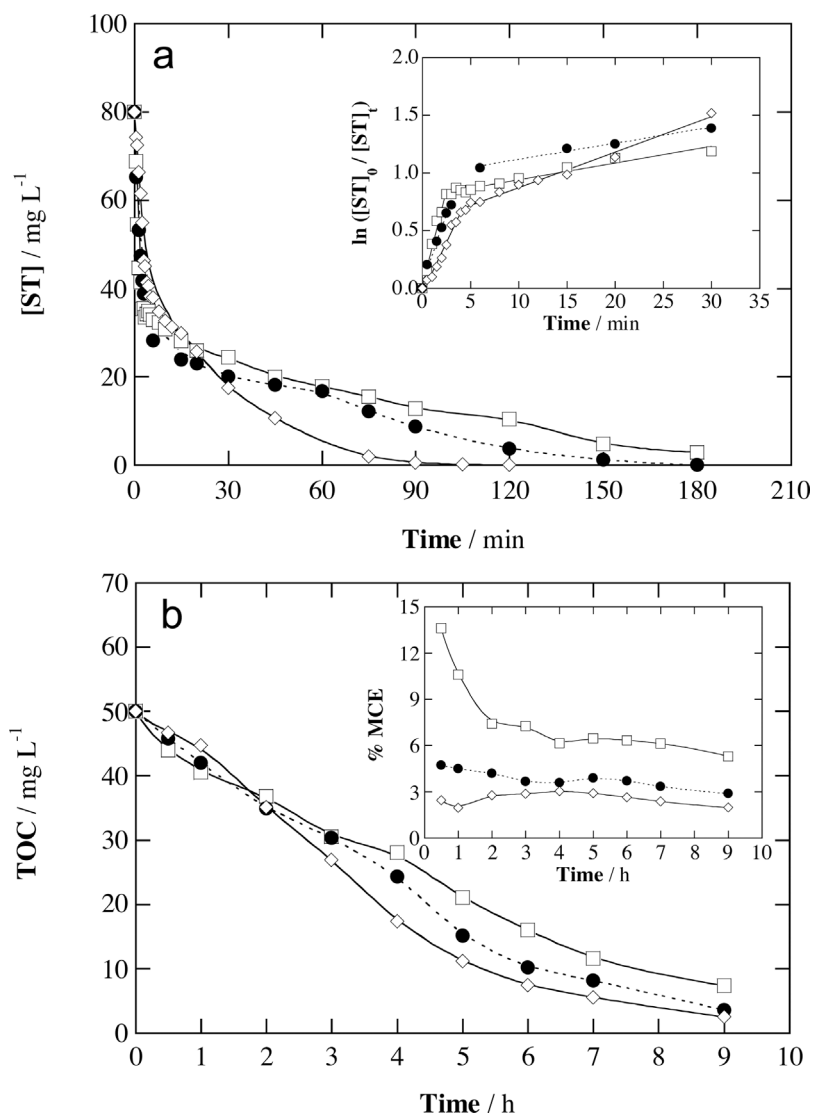 a
100
80
60
40
20
0
[ST] / mg L⁻¹
0 30 60 90 120 150 180 210
Time / min
2.0
1.5
1.0
0.5
0.0
ln ([ST]₀ / [ST]ₜ)
0 5 10 15 20 25 30 35
Time / min
b
70
60
50
40
30
20
10
0
TOC / mg L⁻¹
0 1 2 3 4 5 6 7 8 9 10
Time / h
15
12
9
6
3
0
% MCE
0 1 2 3 4 5 6 7 8 9 10
Time / h